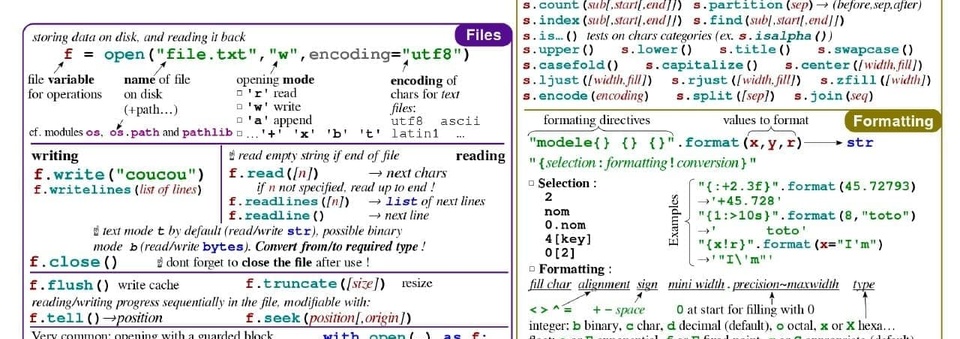 storing data on disk, and reading it back
Files
f = open("file.txt","w",encoding="utf8")
file variable
for operations
name of file
on disk
(+path…)
opening mode
□ 'r' read
□ 'w' write
□ 'a' append
□ …'+' 'x' 'b' 't'
encoding of
chars for text
files:
utf8 ascii
latin1 …
cf. modules os, os.path and pathlib
writing
f.write("coucou")
f.writelines(list of lines)
☝ read empty string if end of file
reading
f.read([n]) → next chars
if n not specified, read up to end !
f.readlines([n]) → list of next lines
f.readline() → next line
☝ text mode t by default (read/write str), possible binary
mode b (read/write bytes). Convert from/to required type !
f.close() ☝ dont forget to close the file after use !
f.flush() write cache
f.truncate([size]) resize
reading/writing progress sequentially in the file, modifiable with:
f.tell()→position
f.seek(position[,origin])
Very common: opening with a guarded block
with open(…) as f:
s.count(sub[,start[,end]]) s.partition(sep)→ (before,sep,after)
s.index(sub[,start[,end]]) s.find(sub[,start[,end]])
s.is…() tests on chars categories (ex. s.isalpha())
s.upper() s.lower() s.title() s.swapcase()
s.casefold() s.capitalize() s.center([width,fill])
s.ljust([width,fill]) s.rjust([width,fill]) s.zfill([width])
s.encode(encoding) s.split([sep]) s.join(seq)
formating directives
values to format
Formatting
"modele{} {} {}".format(x,y,r)
str
"{selection:formatting!conversion}"
□ Selection :
2
nom
0.nom
4[key]
0[2]
Examples
"{:+2.3f}".format(45.72793)
→'+45.728'
"{1:>10s}".format(8,"toto")
→'      toto'
"{x!r}".format(x="I'm")
→'"I\'m"'
□ Formatting :
fill char alignment sign mini width.precision~maxwidth type
< > ^ = + - space 0 at start for filling with 0
integer: b binary, c char, d decimal (default), o octal, x or X hexa…